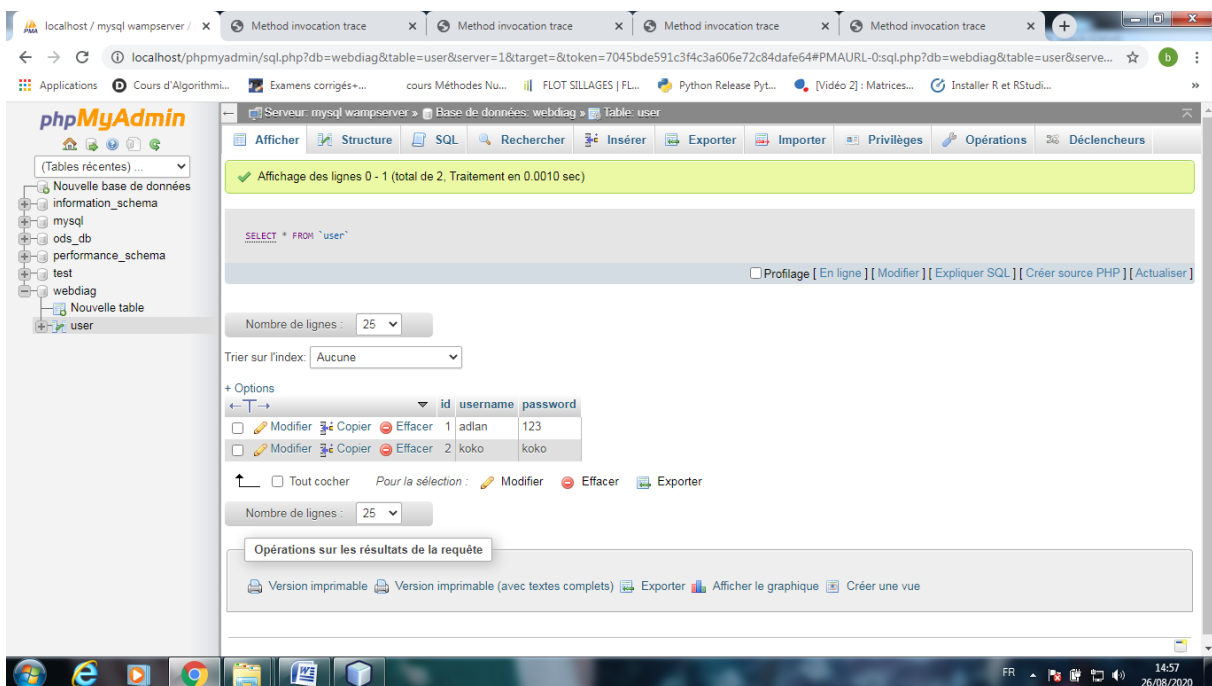 localhost / mysql wampserver / Method invocation trace Method invocation trace Method invocation trace Method invocation trace
localhost/phpmyadmin/sql.php?db=webdiag&table=user&server=1&target=&token=7045bde591c3f4c3a606e72c84dafe64#PMAURL-0:sql.php?db=webdiag&table=user&serve... b
Applications Cours d'Algorithmi... Examens corrigés+... cours Méthodes Nu... FLOT SILLAGES | FL... Python Release Pyt... [Vidéo 2] : Matrices... Installer R et RStudi... »
phpMyAdmin
(Tables récentes) ...
Nouvelle base de données
information_schema
mysql
ods_db
performance_schema
test
webdiag
Nouvelle table
user
Serveur: mysql wampserver » Base de données: webdiag » Table: user
Afficher Structure SQL Rechercher Insérer Exporter Importer Privilèges Opérations Déclencheurs
Affichage des lignes 0 - 1 (total de 2, Traitement en 0.0010 sec)
SELECT * FROM `user`
Profilage [ En ligne ] [ Modifier ] [ Expliquer SQL ] [ Créer source PHP ] [ Actualiser ]
Nombre de lignes : 25
Trier sur l'index: Aucune
+ Options
←T→ id username password
Modifier Copier Effacer 1 adlan 123
Modifier Copier Effacer 2 koko koko
Tout cocher Pour la sélection : Modifier Effacer Exporter
Nombre de lignes : 25
Opérations sur les résultats de la requête
Version imprimable Version imprimable (avec textes complets) Exporter Afficher le graphique Créer une vue
FR 14:57
26/08/2020